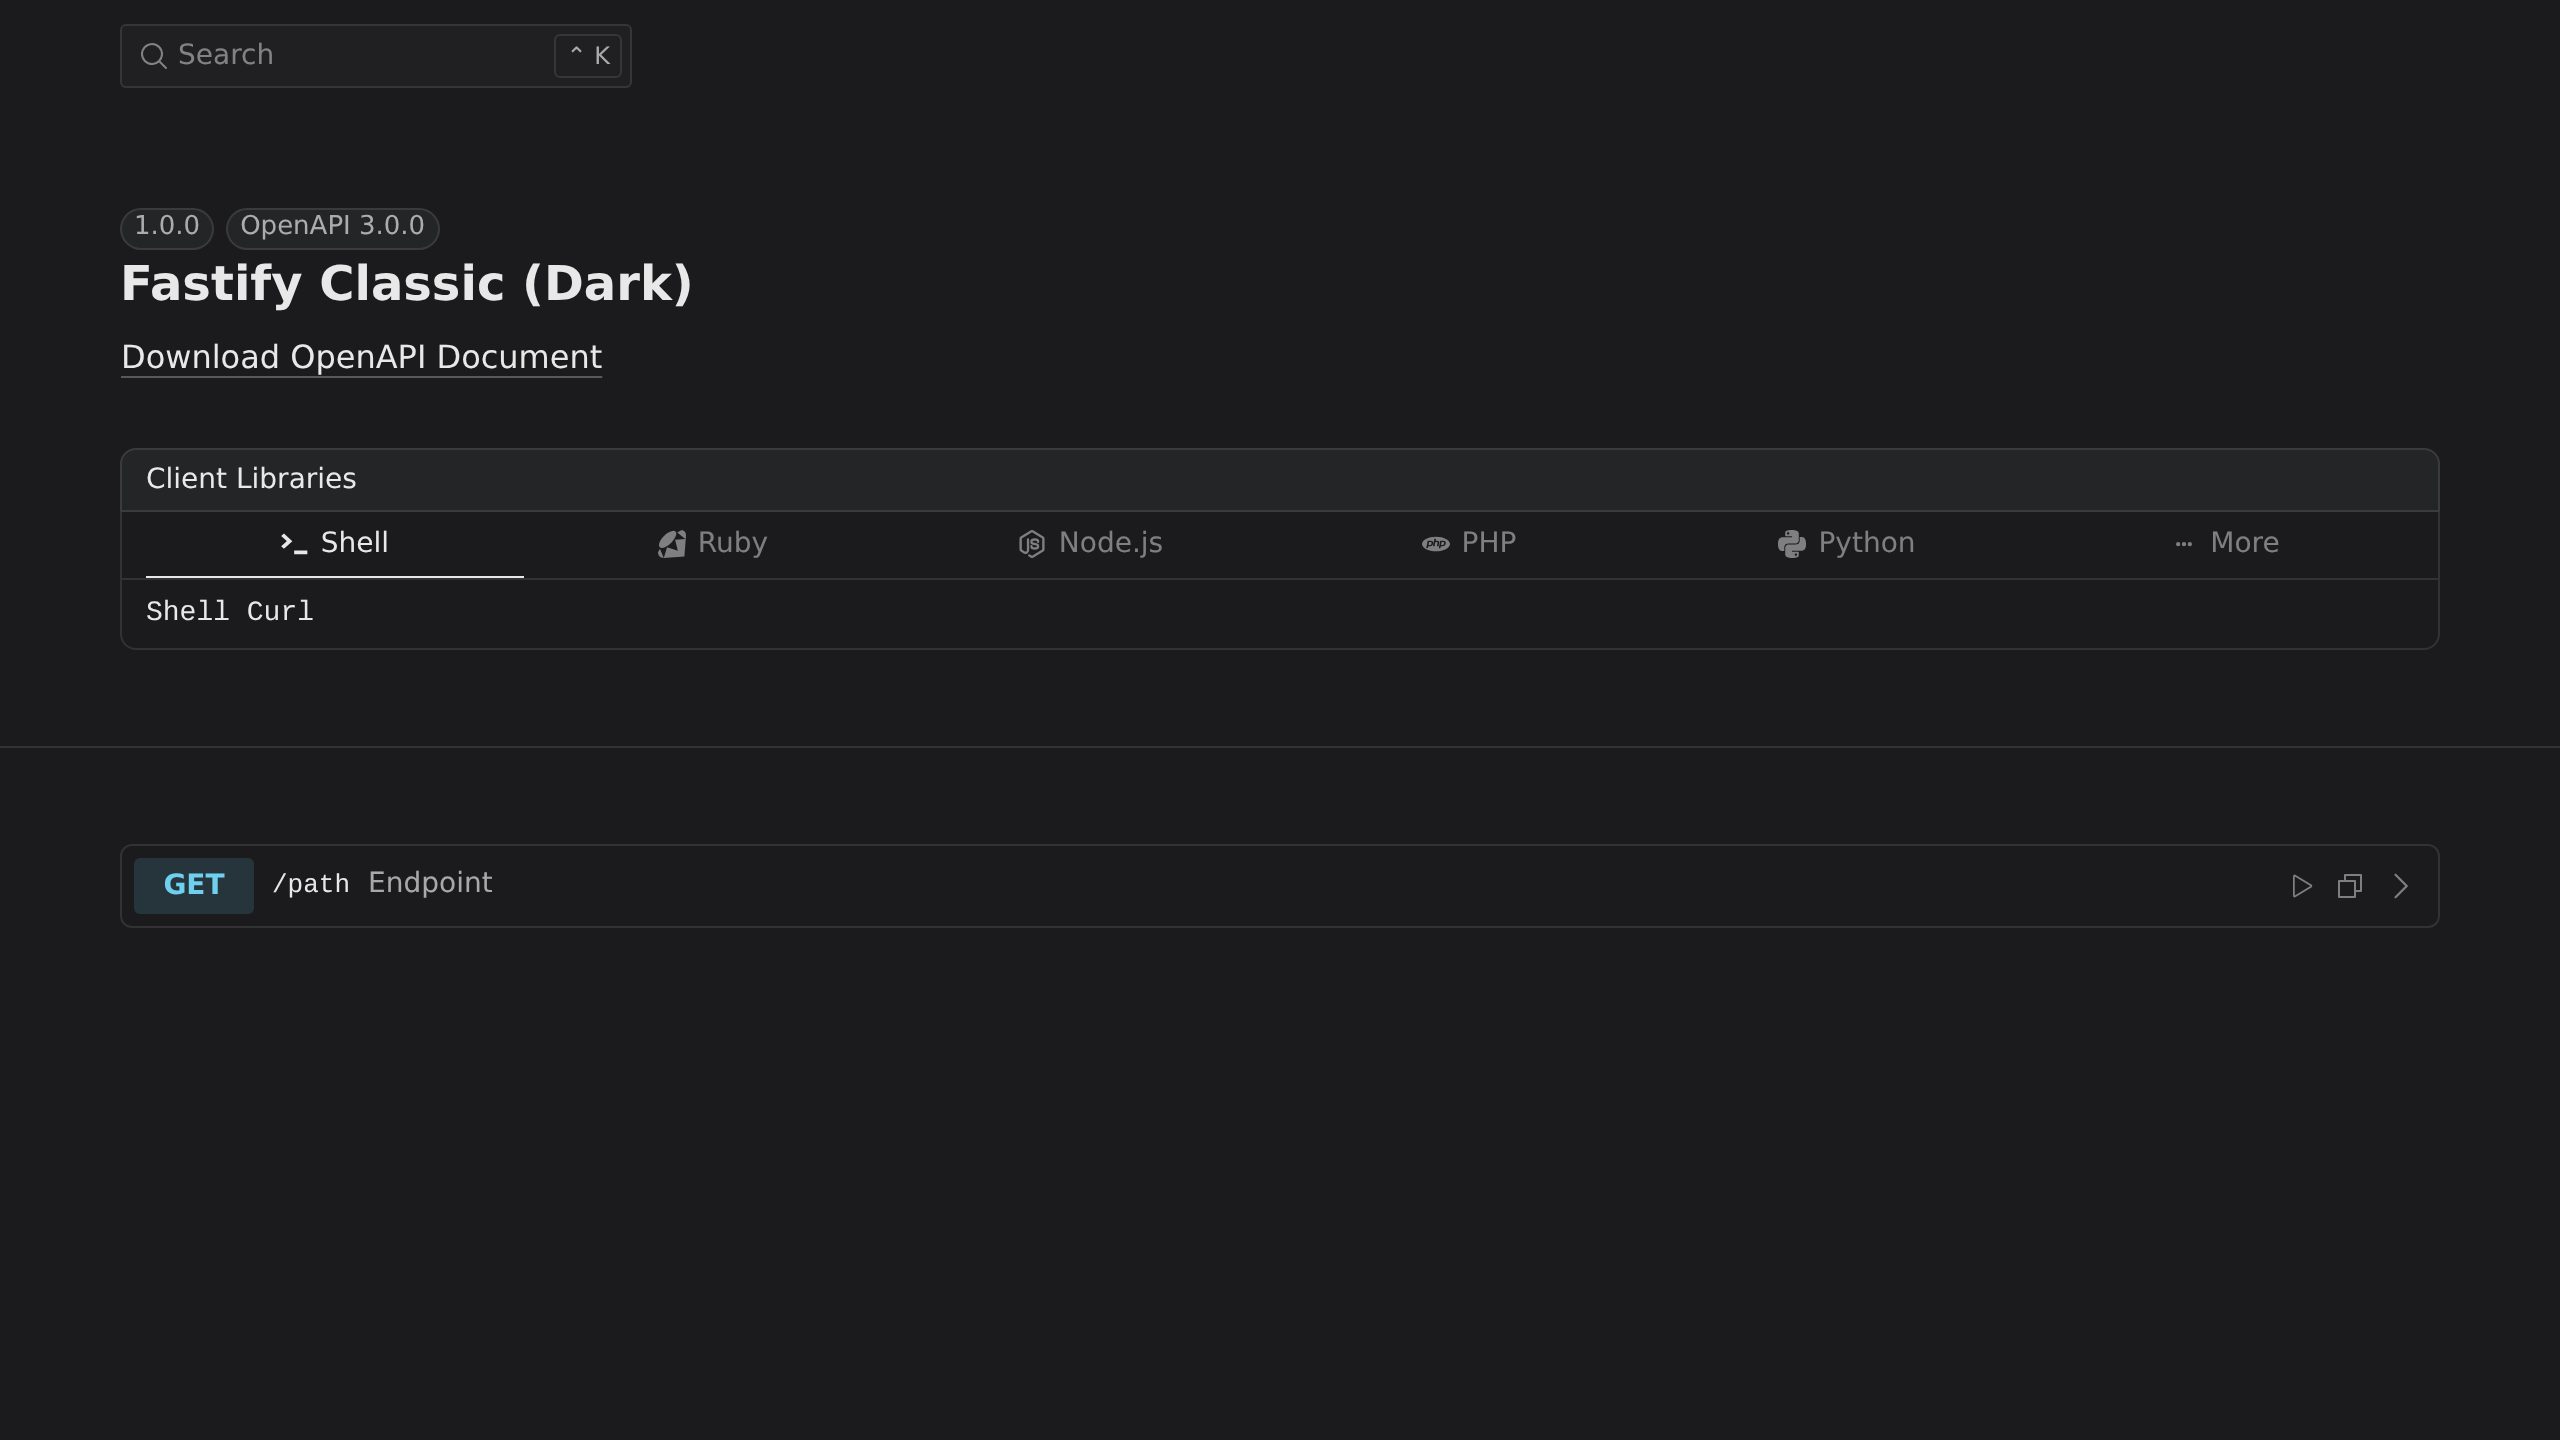 Search ⌃ K
1.0.0 OpenAPI 3.0.0
Fastify Classic (Dark)
Download OpenAPI Document
Client Libraries
Shell Ruby Node.js PHP Python More
Shell Curl
GET /path Endpoint